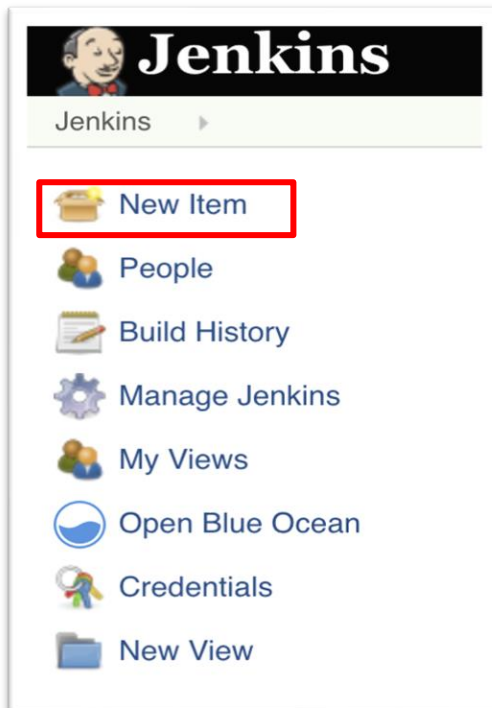 Jenkins
Jenkins
New Item
People
Build History
Manage Jenkins
My Views
Open Blue Ocean
Credentials
New View